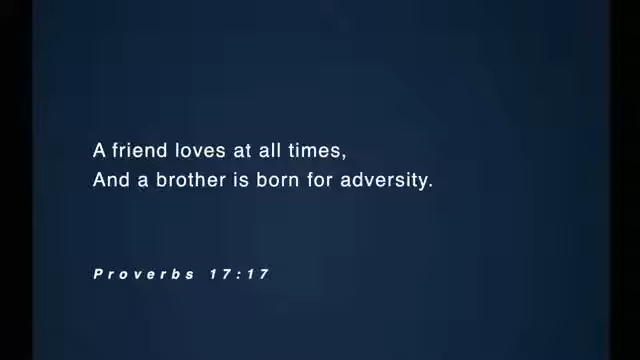 A friend loves at all times,
And a brother is born for adversity.
Proverbs 17:17